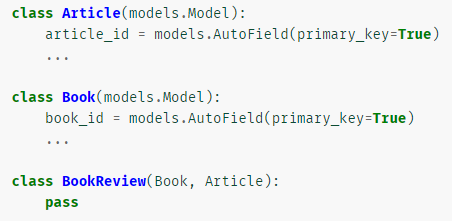 class Article(models.Model):
    article_id = models.AutoField(primary_key=True)
    ...

class Book(models.Model):
    book_id = models.AutoField(primary_key=True)
    ...

class BookReview(Book, Article):
    pass